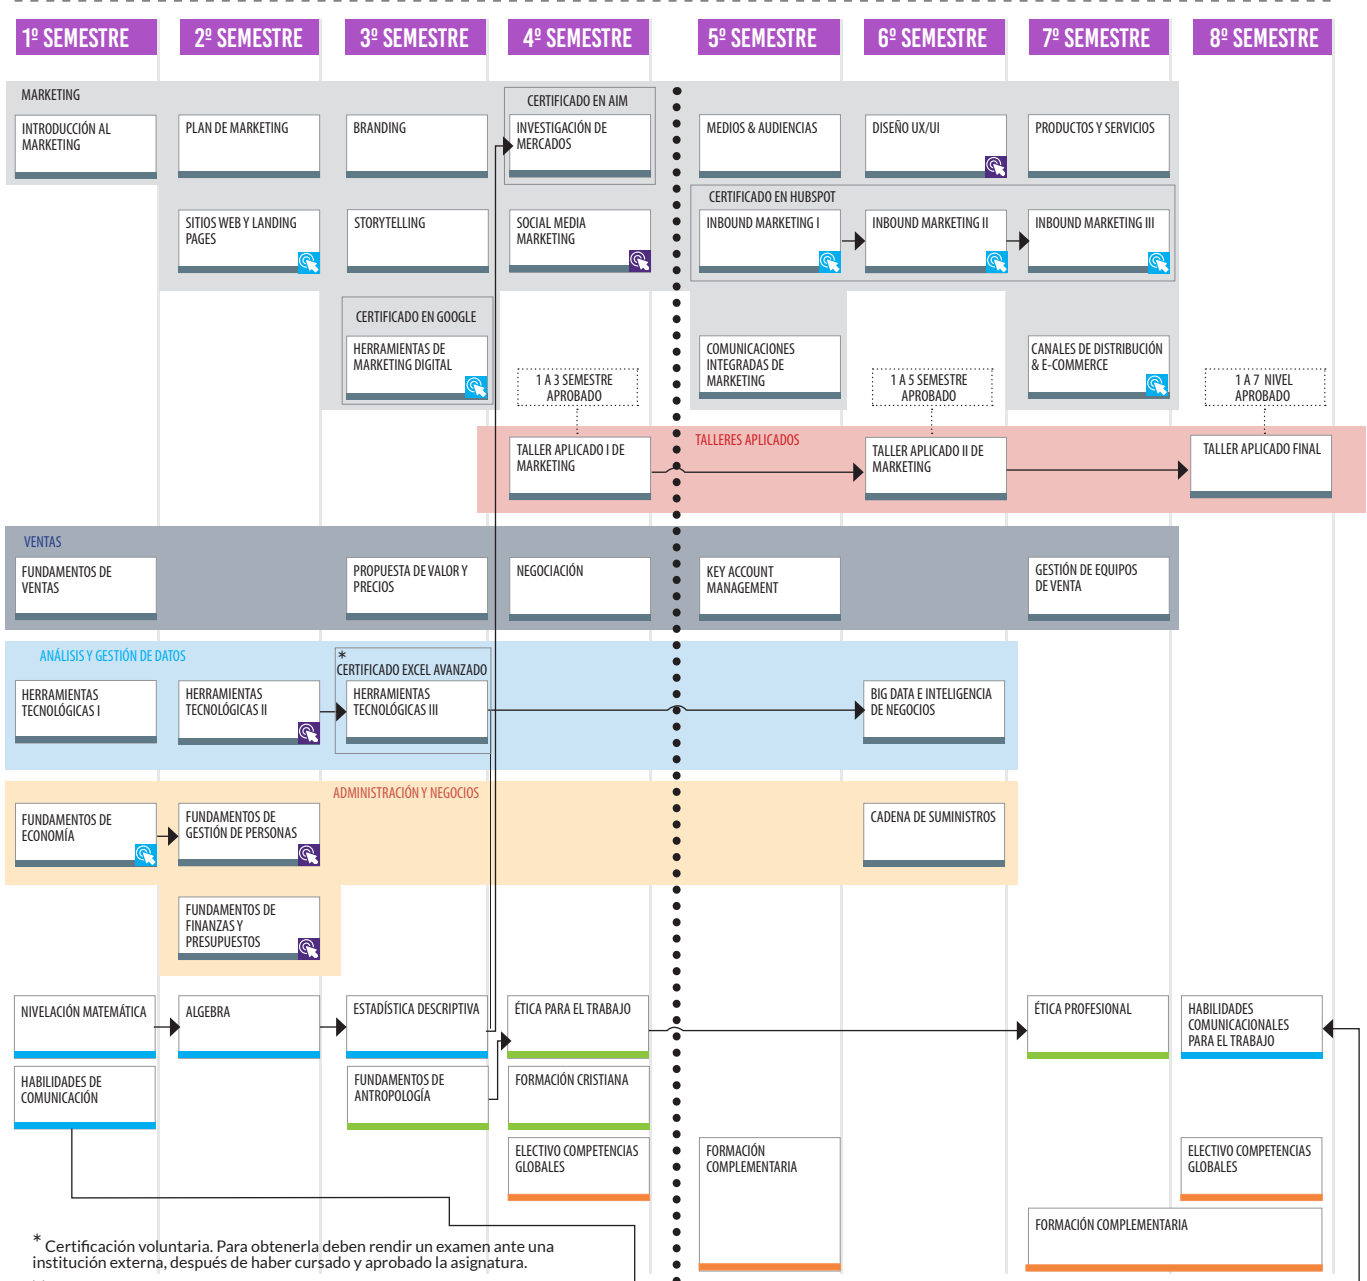 1º SEMESTRE
2º SEMESTRE
3º SEMESTRE
4º SEMESTRE
5º SEMESTRE
6º SEMESTRE
7º SEMESTRE
8º SEMESTRE
MARKETING
CERTIFICADO EN AIM
INTRODUCCIÓN AL
MARKETING
PLAN DE MARKETING
BRANDING
INVESTIGACIÓN DE
MERCADOS
MEDIOS & AUDIENCIAS
DISEÑO UX/UI
PRODUCTOS Y SERVICIOS
CERTIFICADO EN HUBSPOT
SITIOS WEB Y LANDING
PAGES
STORYTELLING
SOCIAL MEDIA
MARKETING
INBOUND MARKETING I
INBOUND MARKETING II
INBOUND MARKETING III
CERTIFICADO EN GOOGLE
HERRAMIENTAS DE
MARKETING DIGITAL
COMUNICACIONES
INTEGRADAS DE
MARKETING
CANALES DE DISTRIBUCIÓN
& E-COMMERCE
1 A 3 SEMESTRE
APROBADO
1 A 5 SEMESTRE
APROBADO
1 A 7 NIVEL
APROBADO
TALLERES APLICADOS
TALLER APLICADO I DE
MARKETING
TALLER APLICADO II DE
MARKETING
TALLER APLICADO FINAL
VENTAS
FUNDAMENTOS DE
VENTAS
PROPUESTA DE VALOR Y
PRECIOS
NEGOCIACIÓN
KEY ACCOUNT
MANAGEMENT
GESTIÓN DE EQUIPOS
DE VENTA
ANÁLISIS Y GESTIÓN DE DATOS
*
CERTIFICADO EXCEL AVANZADO
HERRAMIENTAS
TECNOLÓGICAS I
HERRAMIENTAS
TECNOLÓGICAS II
HERRAMIENTAS
TECNOLÓGICAS III
BIG DATA E INTELIGENCIA
DE NEGOCIOS
ADMINISTRACIÓN Y NEGOCIOS
FUNDAMENTOS DE
ECONOMÍA
FUNDAMENTOS DE
GESTIÓN DE PERSONAS
CADENA DE SUMINISTROS
FUNDAMENTOS DE
FINANZAS Y
PRESUPUESTOS
NIVELACIÓN MATEMÁTICA
ALGEBRA
ESTADÍSTICA DESCRIPTIVA
ÉTICA PARA EL TRABAJO
ÉTICA PROFESIONAL
HABILIDADES
COMUNICACIONALES
PARA EL TRABAJO
HABILIDADES DE
COMUNICACIÓN
FUNDAMENTOS DE
ANTROPOLOGÍA
FORMACIÓN CRISTIANA
ELECTIVO COMPETENCIAS
GLOBALES
FORMACIÓN
COMPLEMENTARIA
ELECTIVO COMPETENCIAS
GLOBALES
FORMACIÓN COMPLEMENTARIA
* Certificación voluntaria. Para obtenerla deben rendir un examen ante una
institución externa, después de haber cursado y aprobado la asignatura.